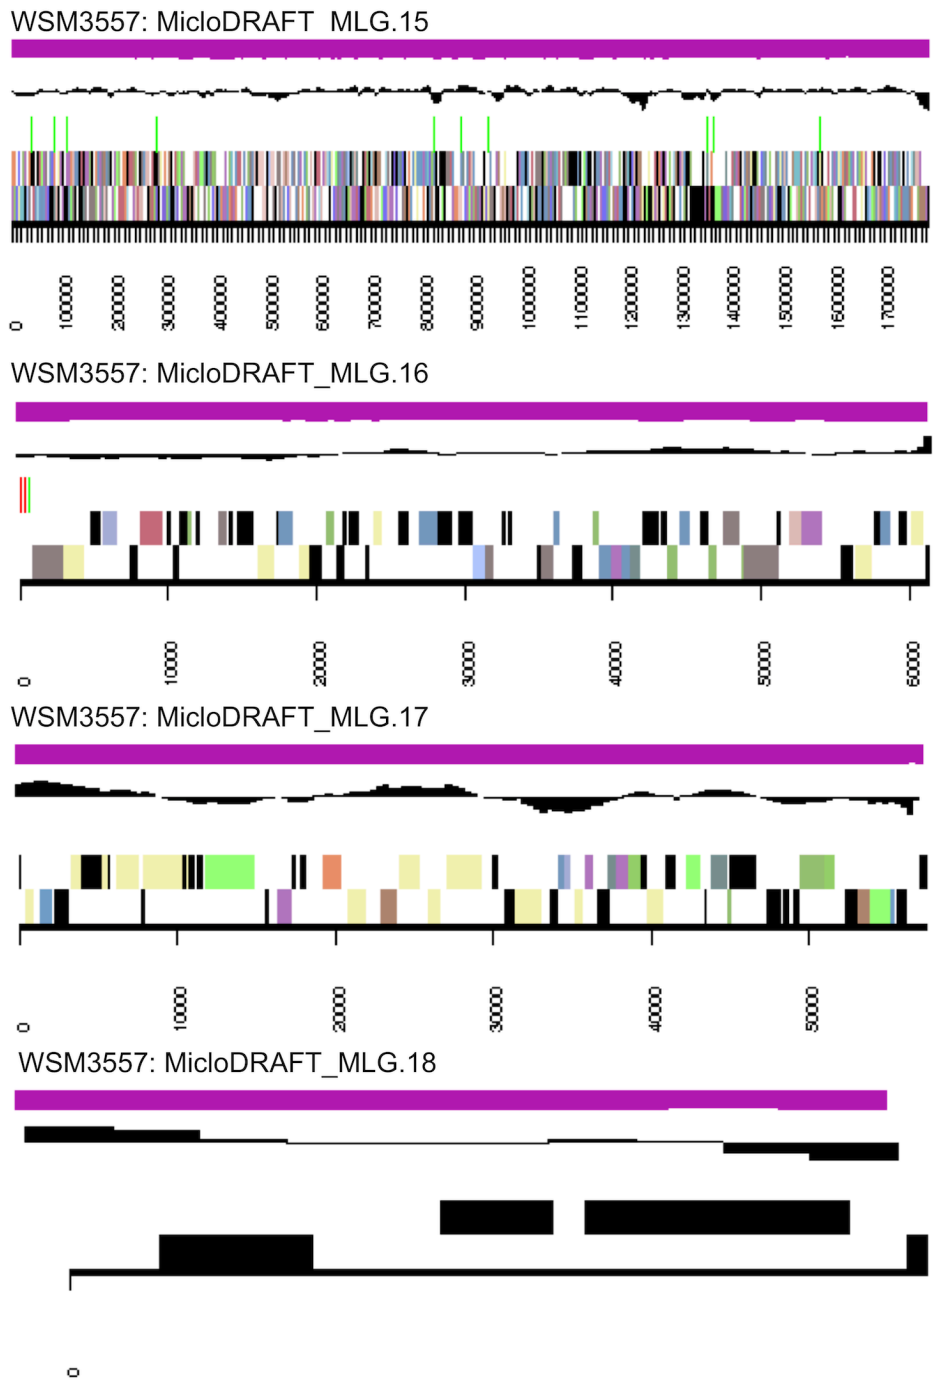 WSM3557: MicloDRAFT MLG.15
0 100000 200000 300000 400000 500000 600000 700000 800000 900000 1000000 1100000 1200000 1300000 1400000 1500000 1600000 1700000
WSM3557: MicloDRAFT_MLG.16
0 10000 20000 30000 40000 50000 60000
WSM3557: MicloDRAFT_MLG.17
0 10000 20000 30000 40000 50000
WSM3557: MicloDRAFT_MLG.18
0